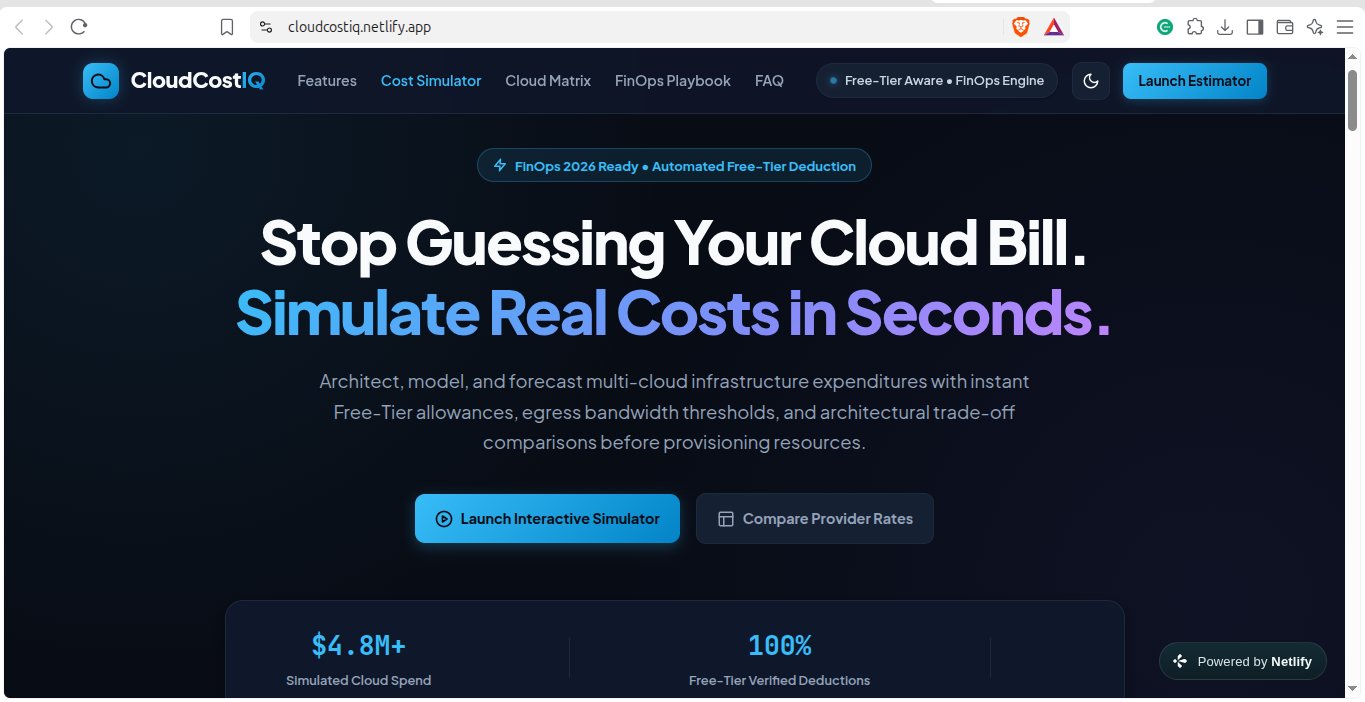 cloudcostiq.netlify.app
CloudCostIQ
Features
Cost Simulator
Cloud Matrix
FinOps Playbook
FAQ
Free-Tier Aware • FinOps Engine
Launch Estimator
FinOps 2026 Ready • Automated Free-Tier Deduction
Stop Guessing Your Cloud Bill.
Simulate Real Costs in Seconds.
Architect, model, and forecast multi-cloud infrastructure expenditures with instant
Free-Tier allowances, egress bandwidth thresholds, and architectural trade-off
comparisons before provisioning resources.
Launch Interactive Simulator
Compare Provider Rates
$4.8M+
Simulated Cloud Spend
100%
Free-Tier Verified Deductions
Powered by Netlify